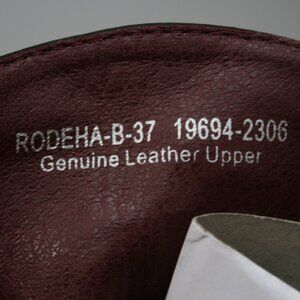 RODEHA-B-37 19694-2306
Genuine Leather Upper